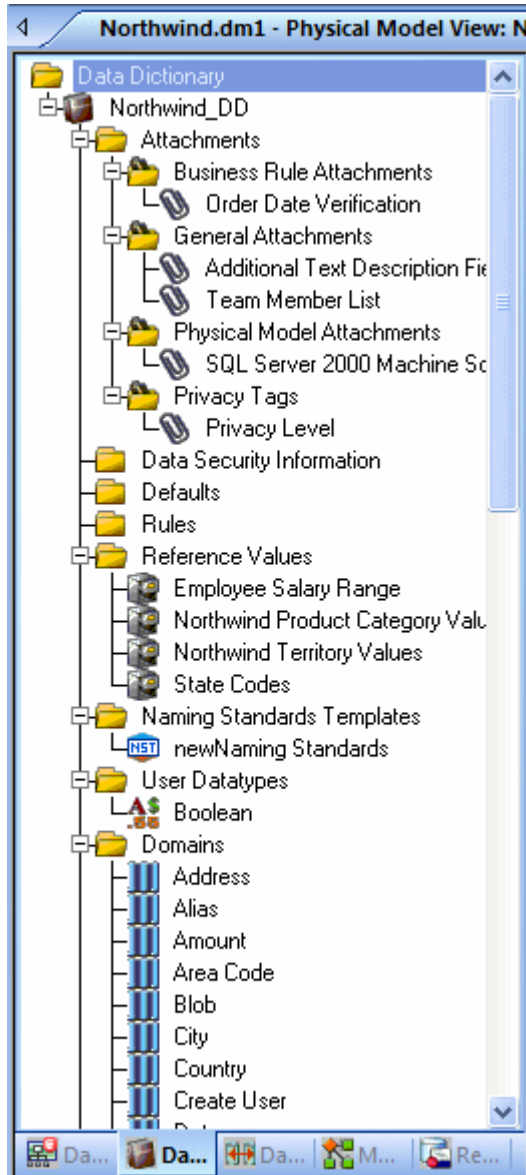 Northwind.dm1 - Physical Model View: N
Data Dictionary
Northwind_DD
Attachments
Business Rule Attachments
Order Date Verification
General Attachments
Additional Text Description Fie
Team Member List
Physical Model Attachments
SQL Server 2000 Machine Sc
Privacy Tags
Privacy Level
Data Security Information
Defaults
Rules
Reference Values
Employee Salary Range
Northwind Product Category Valu
Northwind Territory Values
State Codes
Naming Standards Templates
NST newNaming Standards
User Datatypes
Boolean
Domains
Address
Alias
Amount
Area Code
Blob
City
Country
Create User
Da... Da... Da... M... Re...